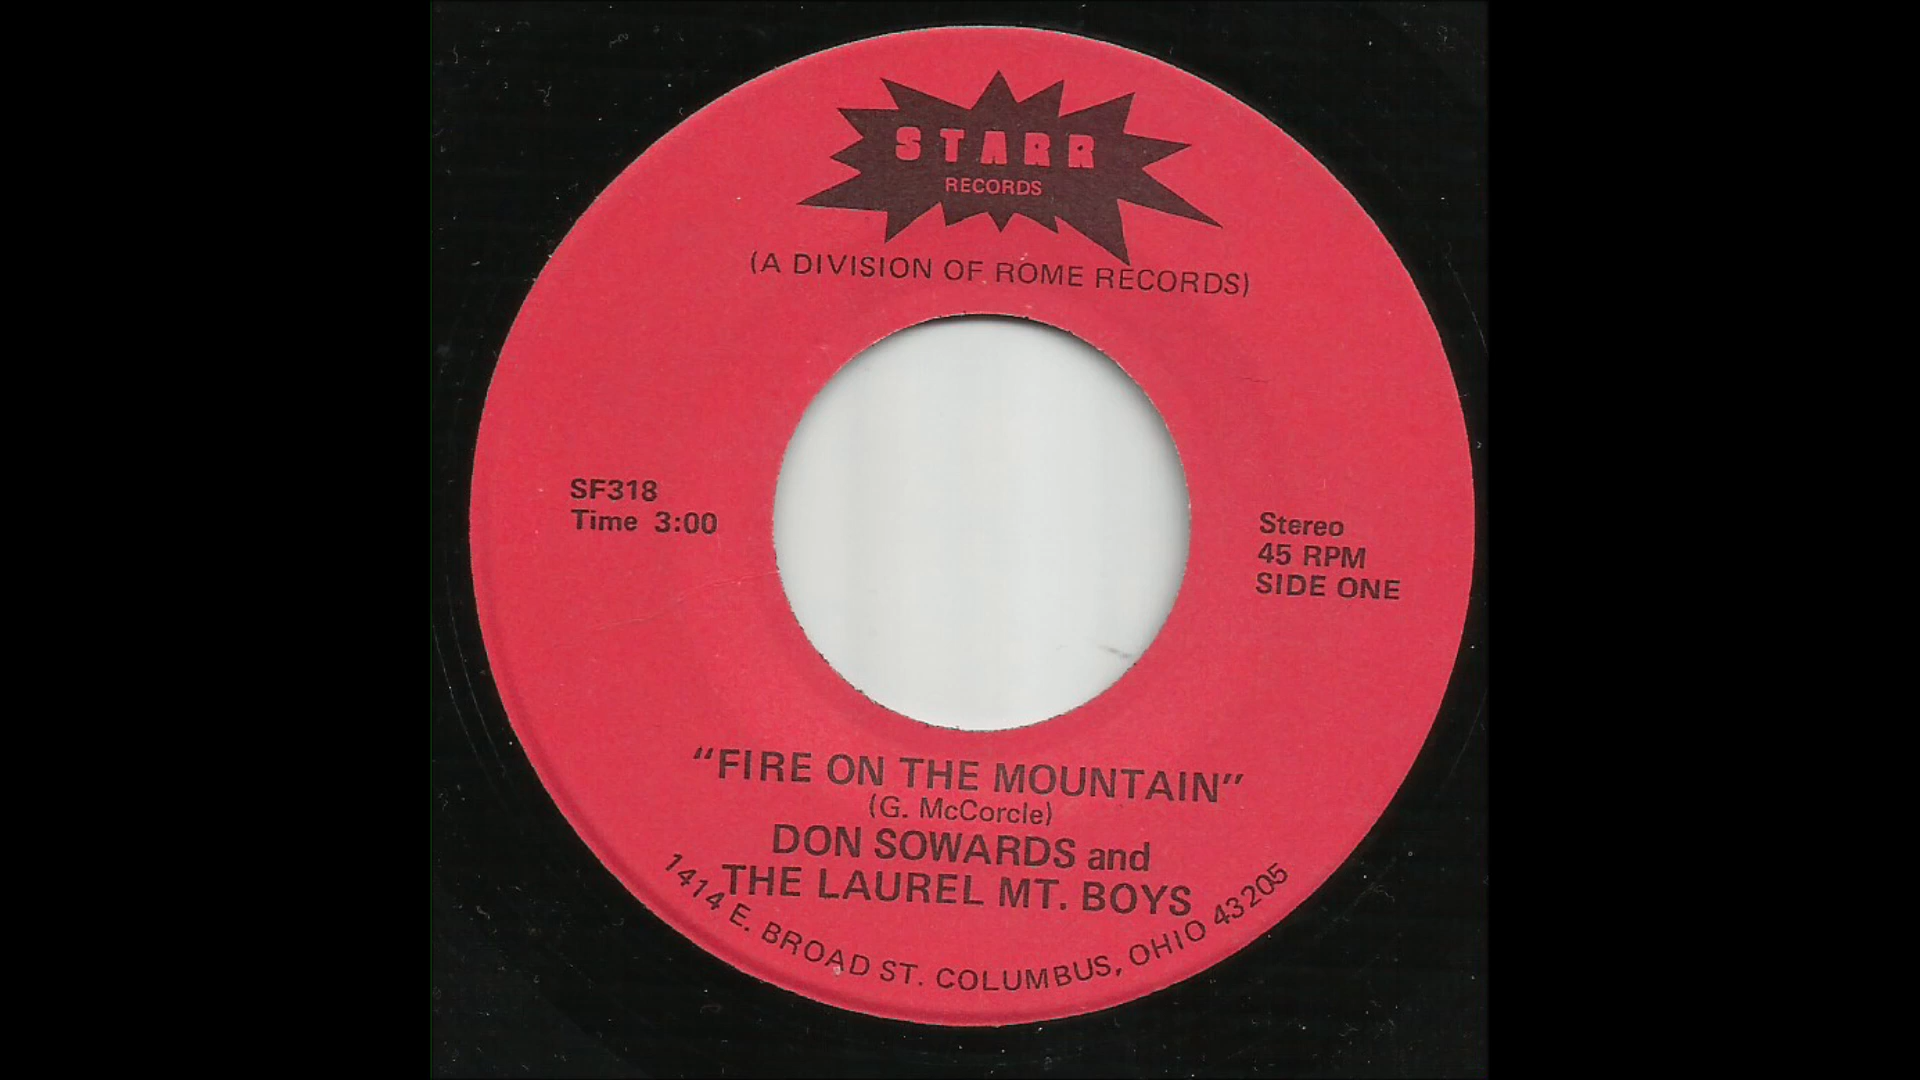 STARR
RECORDS
(A DIVISION OF ROME RECORDS)
SF318
Time 3:00
Stereo
45 RPM
SIDE ONE
"FIRE ON THE MOUNTAIN"
(G. McCorcle)
DON SOWARDS and
THE LAUREL MT. BOYS
1414 E. BROAD ST. COLUMBUS, OHIO 43205